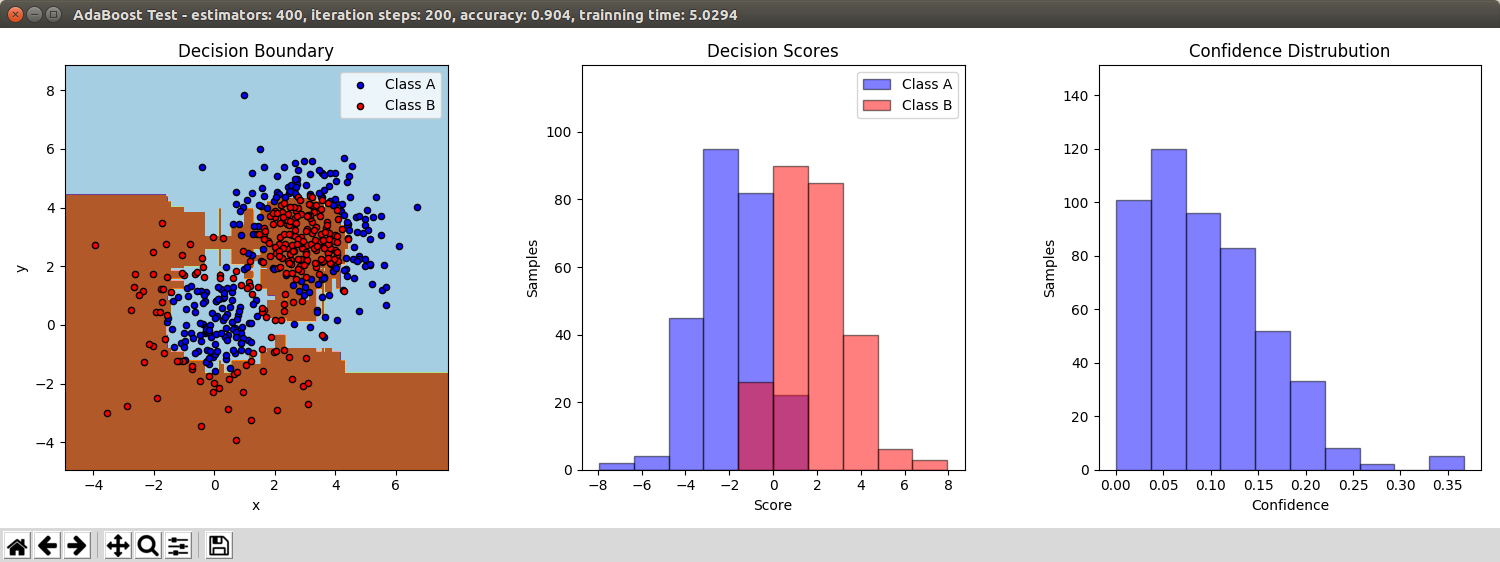 AdaBoost Test - estimators: 400, iteration steps: 200, accuracy: 0.904, trainning time: 5.0294
Decision Boundary
Class A
Class B
8
6
4
2
0
−2
−4
y
−4 −2 0 2 4 6
x
Decision Scores
Class A
Class B
100
80
60
40
20
0
Samples
−8 −6 −4 −2 0 2 4 6 8
Score
Confidence Distrubution
140
120
100
80
60
40
20
0
Samples
0.00 0.05 0.10 0.15 0.20 0.25 0.30 0.35
Confidence